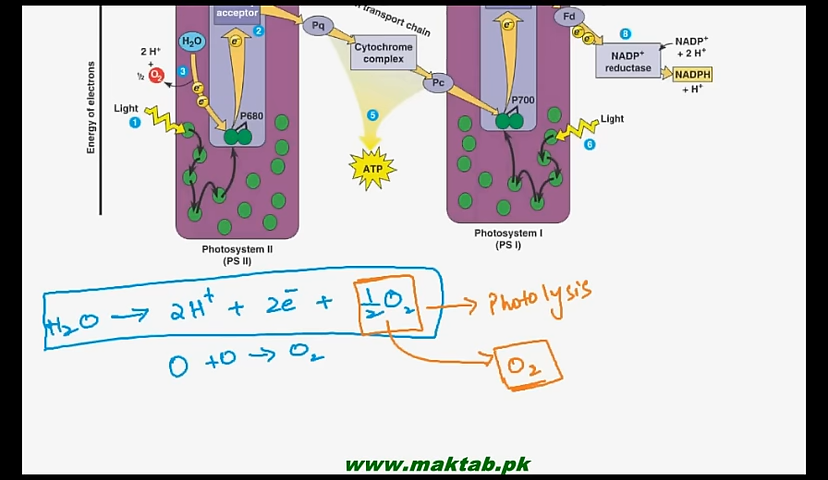 acceptor
2
transport chain
Pq
Cytochrome
complex
Pc
Fd
e⁻
e⁻
8
NADP⁺
reductase
NADP⁺
+ 2 H⁺
NADPH
+ H⁺
H₂O
e⁻
e⁻
2 H⁺
+
½ O₂
3
e⁻
e⁻
Energy of electrons
Light
1
P680
5
ATP
P700
Light
6
Photosystem II
(PS II)
Photosystem I
(PS I)
H₂O → 2H⁺ + 2e⁻ + 1/2 O₂ → Photolysis
O + O → O₂
O₂
www.maktab.pk